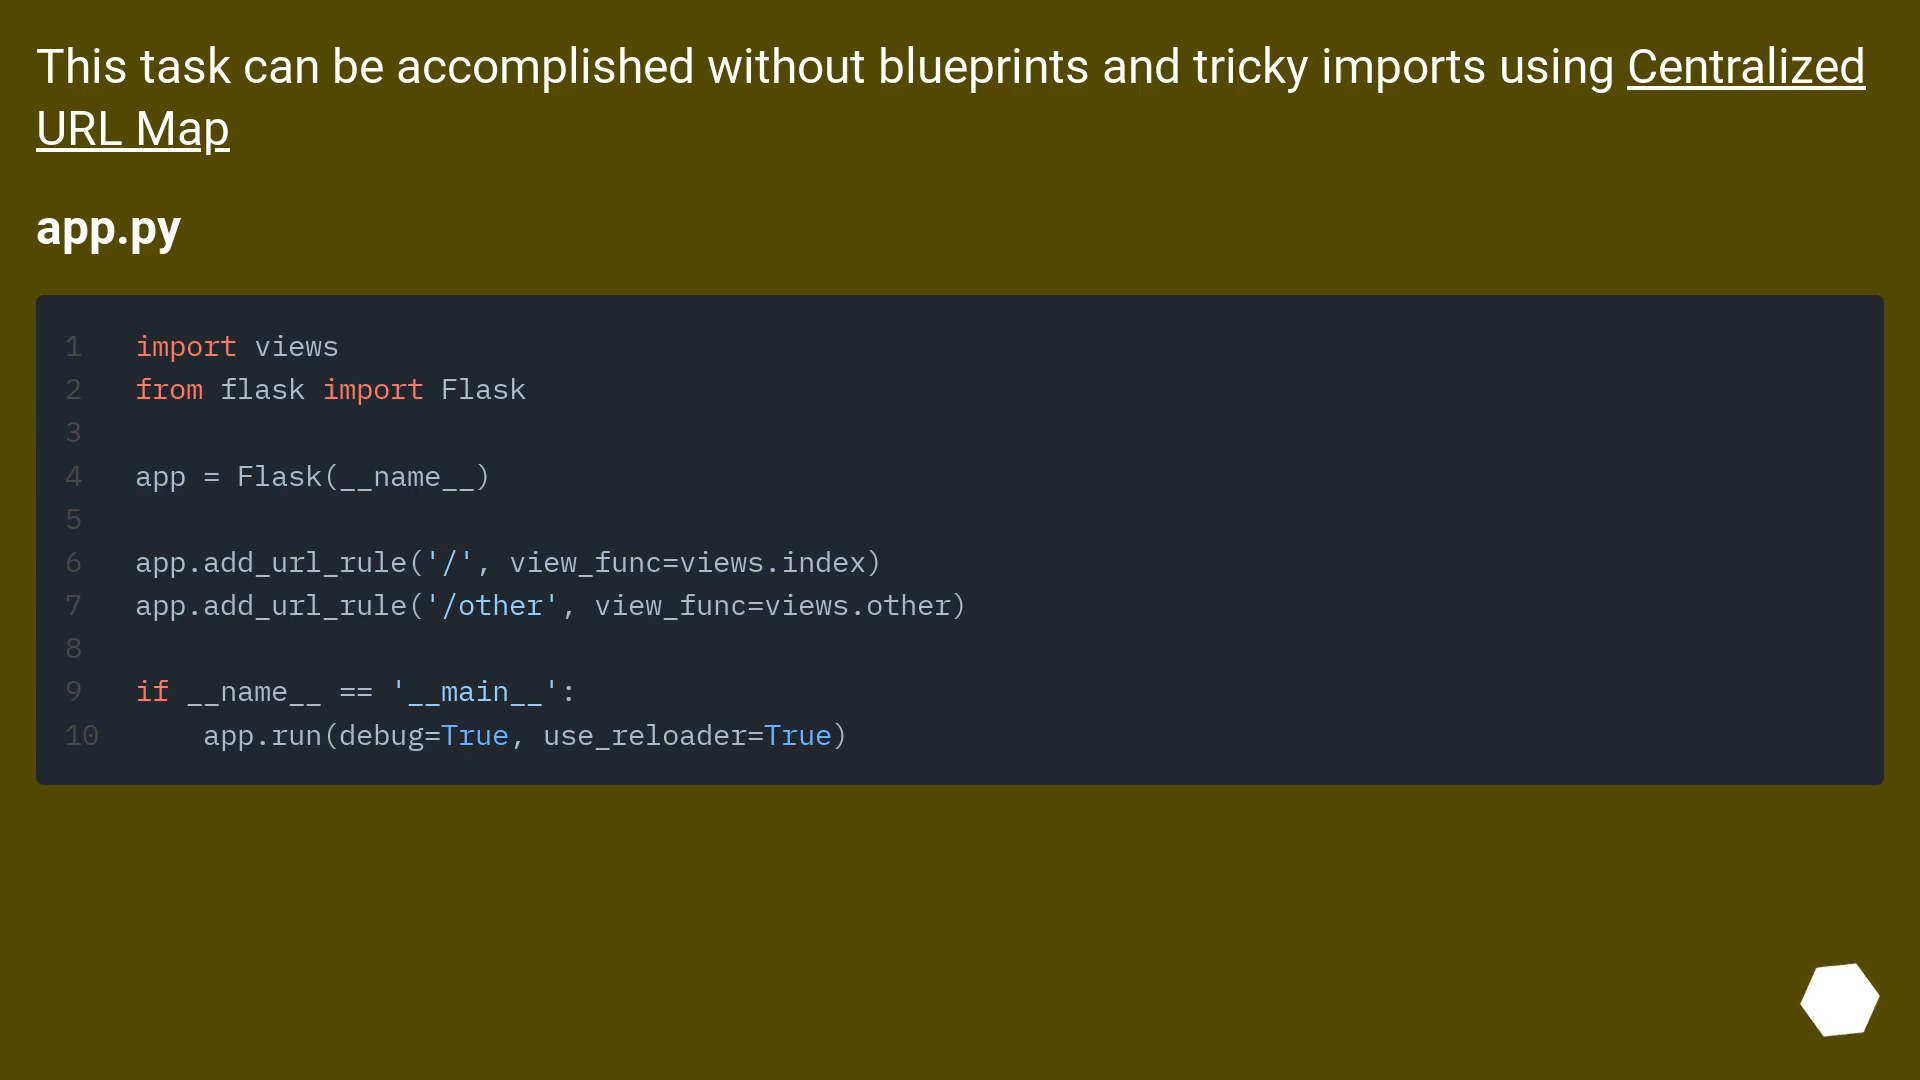 This task can be accomplished without blueprints and tricky imports using Centralized
URL Map
app.py
1 import views
2 from flask import Flask
3
4 app = Flask(__name__)
5
6 app.add_url_rule('/', view_func=views.index)
7 app.add_url_rule('/other', view_func=views.other)
8
9 if __name__ == '__main__':
10     app.run(debug=True, use_reloader=True)